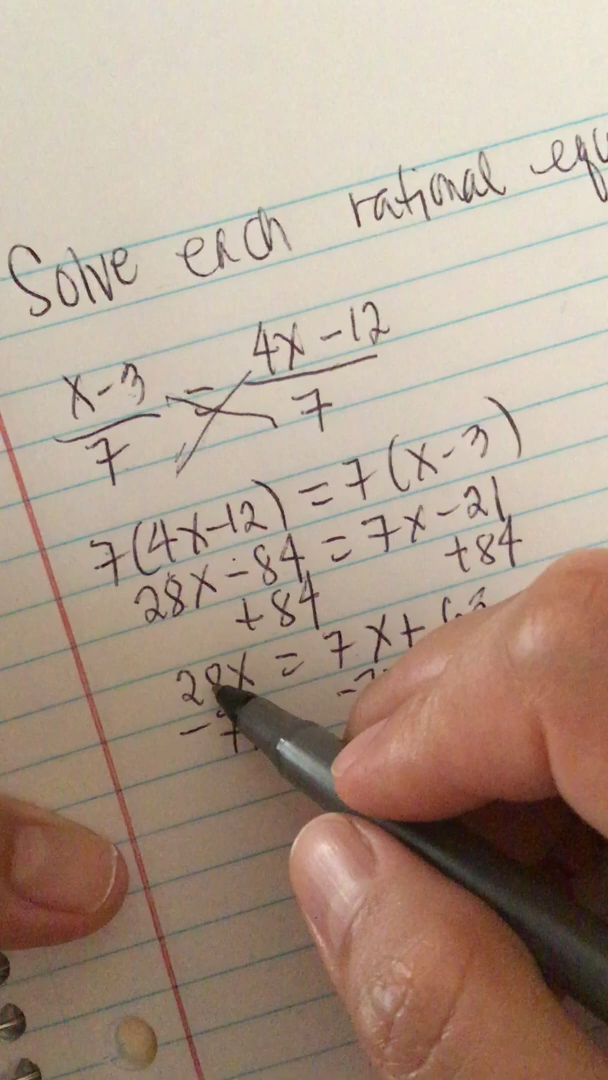 Solve each rational
x-3 = 4x-12
7 7
7(4x-12) = 7(x-3)
28x-84 = 7x-21
+84 +84
28x = 7x+
-7